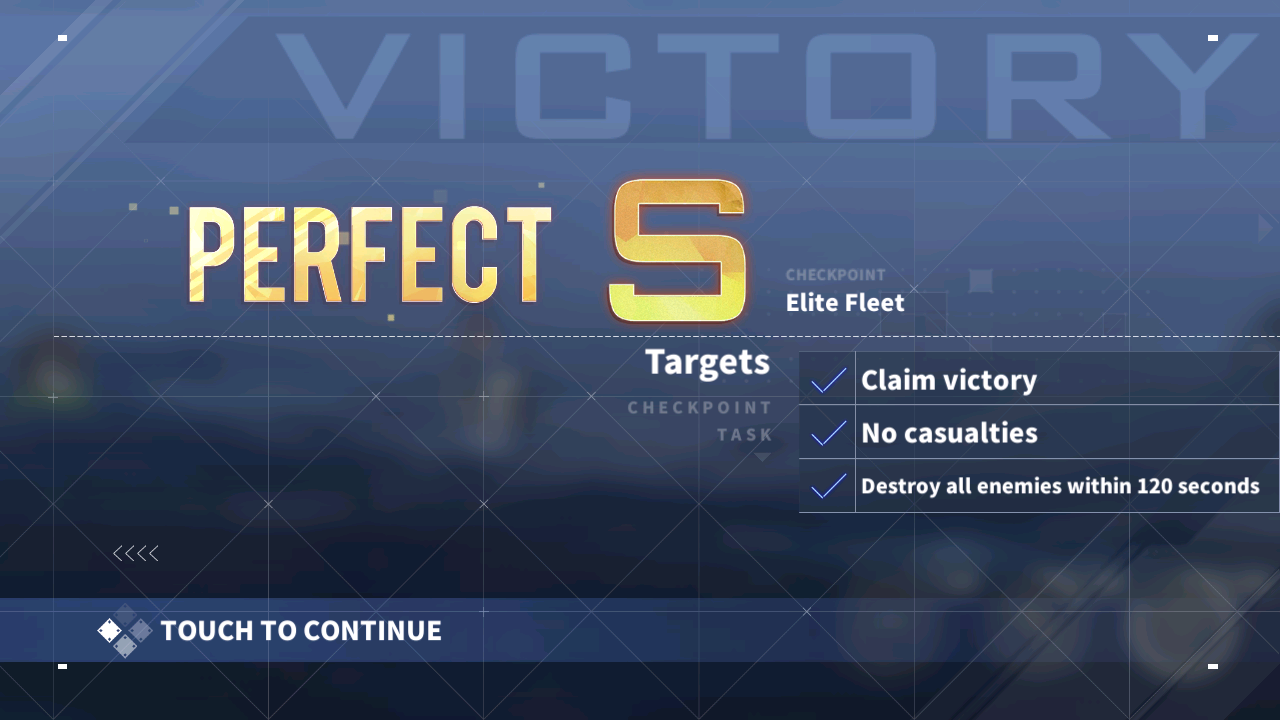 VICTORY
PERFECT S
CHECKPOINT
Elite Fleet
Targets
CHECKPOINT
TASK
Claim victory
No casualties
Destroy all enemies within 120 seconds
TOUCH TO CONTINUE